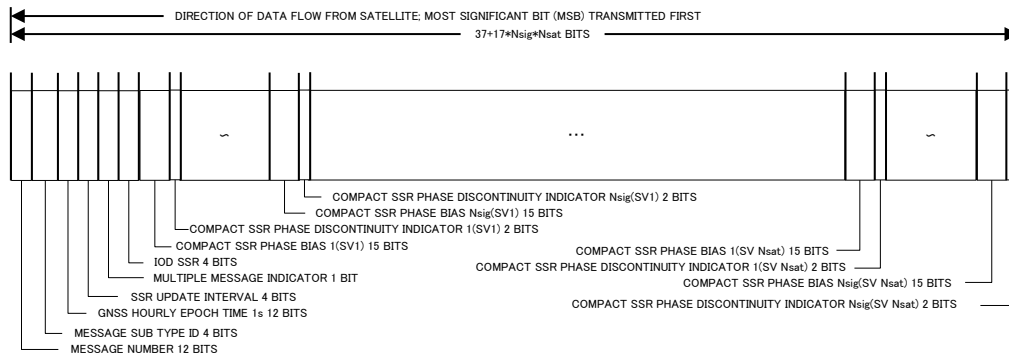 DIRECTION OF DATA FLOW FROM SATELLITE; MOST SIGNIFICANT BIT (MSB) TRANSMITTED FIRST
37+17*Nsig*Nsat BITS
∽
...
∽
COMPACT SSR PHASE DISCONTINUITY INDICATOR Nsig(SV1) 2 BITS
COMPACT SSR PHASE BIAS Nsig(SV1) 15 BITS
COMPACT SSR PHASE DISCONTINUITY INDICATOR 1(SV1) 2 BITS
COMPACT SSR PHASE BIAS 1(SV1) 15 BITS
IOD SSR 4 BITS
MULTIPLE MESSAGE INDICATOR 1 BIT
SSR UPDATE INTERVAL 4 BITS
GNSS HOURLY EPOCH TIME 1s 12 BITS
MESSAGE SUB TYPE ID 4 BITS
MESSAGE NUMBER 12 BITS
COMPACT SSR PHASE BIAS 1(SV Nsat) 15 BITS
COMPACT SSR PHASE DISCONTINUITY INDICATOR 1(SV Nsat) 2 BITS
COMPACT SSR PHASE BIAS Nsig(SV Nsat) 15 BITS
COMPACT SSR PHASE DISCONTINUITY INDICATOR Nsig(SV Nsat) 2 BITS